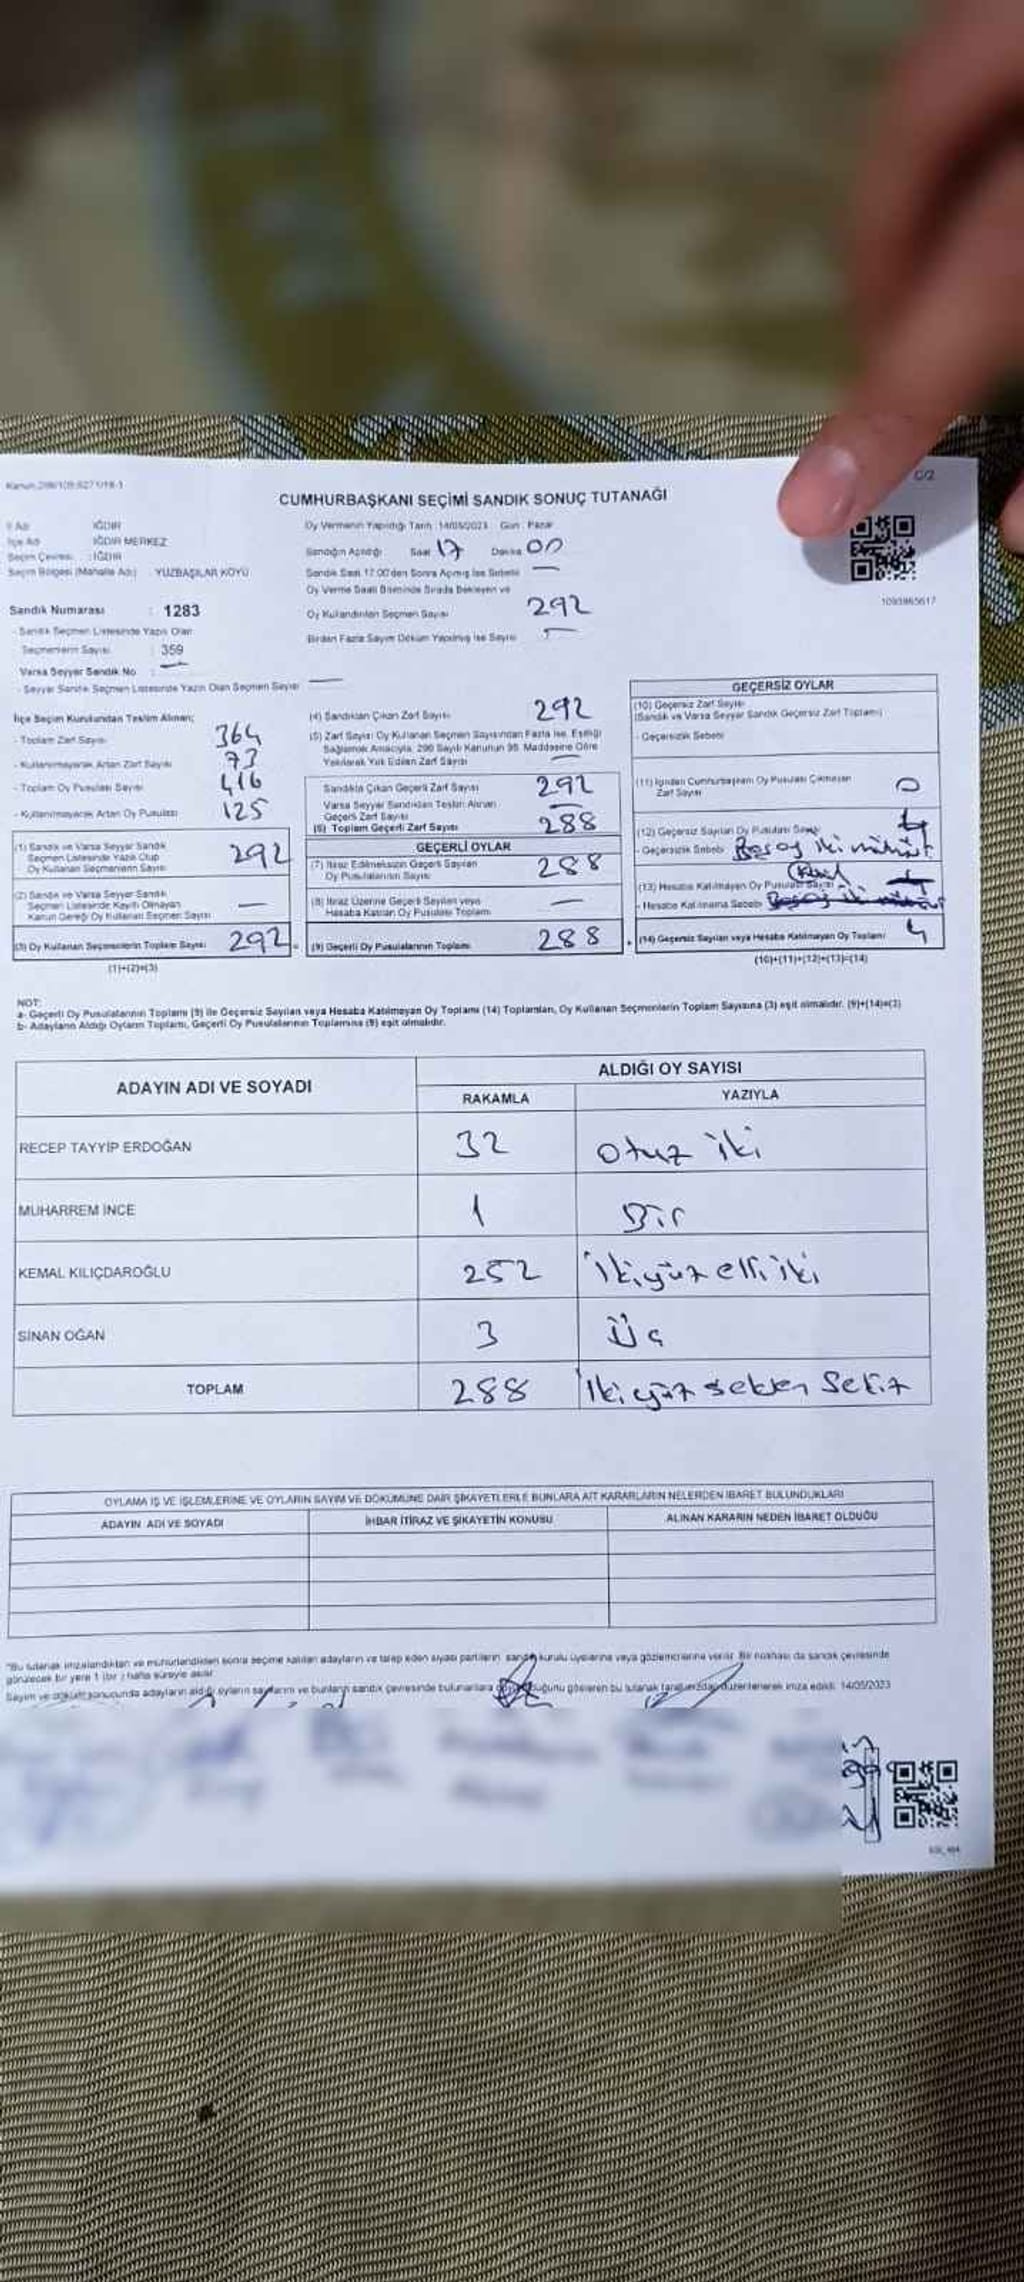 CUMHURBAŞKANI SEÇİMİ SANDIK SONUÇ TUTANAĞI
C/2
1093965617
İl Adı : IĞDIR
İlçe Adı : IĞDIR MERKEZ
Seçim Çevresi : IĞDIR
Seçim Bölgesi (Mahalle Adı) : YÜZBAŞILAR KÖYÜ
Sandık Numarası : 1283
- Sandık Seçmen Listesinde Yazılı Olan
Seçmenlerin Sayısı : 359
Varsa Seyyar Sandık No : —
- Seyyar Sandık Seçmen Listesinde Yazılı Olan Seçmen Sayısı —
Oy Vermenin Yapıldığı Tarih : 14/05/2023 Gün : Pazar
Sandığın Açıldığı Saat 17 Dakika 00
Sandık Saat 17:00'den Sonra Açılmış İse Sebebi —
Oy Verme Saati Bitiminde Sırada Bekleyen ve
Oy Kullandırılan Seçmen Sayısı 292
Birden Fazla Sayım Döküm Yapılmış İse Sayısı —
İlçe Seçim Kurulundan Teslim Alınan;
- Toplam Zarf Sayısı 364
- Kullanılmayarak Artan Zarf Sayısı 73
- Toplam Oy Pusulası Sayısı 416
- Kullanılmayarak Artan Oy Pusulası 125
(1) Sandık ve Varsa Seyyar Sandık
Seçmen Listesinde Yazılı Olup
Oy Kullanan Seçmenlerin Sayısı 292
(2) Sandık ve Varsa Seyyar Sandık
Seçmen Listesinde Kayıtlı Olmayan
Kanun Gereği Oy Kullanan Seçmen Sayısı —
(3) Oy Kullanan Seçmenlerin Toplam Sayısı 292
(1)+(2)=(3)
(4) Sandıktan Çıkan Zarf Sayısı 292
(5) Zarf Sayısı Oy Kullanan Seçmen Sayısından Fazla İse, Eşitliği
Sağlamak Amacıyla, 298 Sayılı Kanunun 98. Maddesine Göre
Yakılarak Yok Edilen Zarf Sayısı —
Sandıkta Çıkan Geçerli Zarf Sayısı 292
Varsa Seyyar Sandıktan Teslim Alınan
Geçerli Zarf Sayısı —
(6) Toplam Geçerli Zarf Sayısı 288
GEÇERLİ OYLAR
(7) İtiraz Edilmeksizin Geçerli Sayılan
Oy Pusulalarının Sayısı 288
(8) İtiraz Üzerine Geçerli Sayılan veya
Hesaba Katılan Oy Pusulası Toplamı —
(9) Geçerli Oy Pusulalarının Toplamı 288
GEÇERSİZ OYLAR
(10) Geçersiz Zarf Sayısı
(Sandık ve Varsa Seyyar Sandık Geçersiz Zarf Toplamı)
- Geçersizlik Sebebi
(11) İçinden Cumhurbaşkanı Oy Pusulası Çıkmayan
Zarf Sayısı 0
(12) Geçersiz Sayılan Oy Pusulası Sayısı 4
- Geçersizlik Sebebi iki mühür
(13) Hesaba Katılmayan Oy Pusulası Sayısı
- Hesaba Katılmama Sebebi
(14) Geçersiz Sayılan veya Hesaba Katılmayan Oy Toplamı 4
(10)+(11)+(12)+(13)=(14)
NOT:
a- Geçerli Oy Pusulalarının Toplamı (9) ile Geçersiz Sayılan veya Hesaba Katılmayan Oy Toplamı (14) Toplamları, Oy Kullanan Seçmenlerin Toplam Sayısına (3) eşit olmalıdır. (9)+(14)=(3)
b- Adayların Aldığı Oyların Toplamı, Geçerli Oy Pusulalarının Toplamına (9) eşit olmalıdır.
ADAYIN ADI VE SOYADI
ALDIĞI OY SAYISI
RAKAMLA YAZIYLA
RECEP TAYYİP ERDOĞAN 32 otuz iki
MUHARREM İNCE 1 Bir
KEMAL KILIÇDAROĞLU 252 İkiyüz elli iki
SİNAN OĞAN 3 Üç
TOPLAM 288 İkiyüz seksen sekiz
OYLAMA İŞ VE İŞLEMLERİNE VE OYLARIN SAYIM VE DÖKÜMÜNE DAİR ŞİKAYETLERLE BUNLARA AİT KARARLARIN NELERDEN İBARET BULUNDUKLARI
ADAYIN ADI VE SOYADI İHBAR İTİRAZ VE ŞİKAYETİN KONUSU ALINAN KARARIN NEDEN İBARET OLDUĞU
"Bu tutanak imzalandıktan ve mühürlendikten sonra seçime katılan adayların ve talep eden siyasi partilerin sandık kurulu üyelerine veya gözlemcilerine verilir. Bir nüshası da sandık çevresinde
görülecek bir yere 1 (bir) hafta süreyle asılır.
Sayım ve döküm sonucunda adayların aldığı oyların sayılarını ve bunların sandık çevresinde bulunanlara olduğunu gösteren bu tutanak tarafımızdan düzenlenerek imza edildi. 14/05/2023